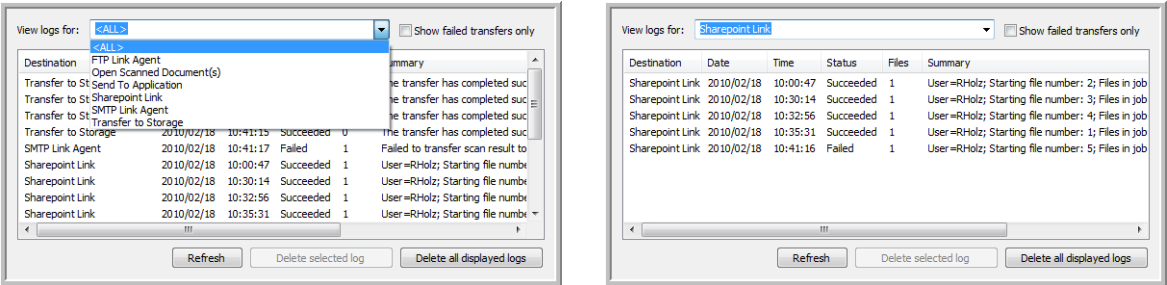 View logs for: <ALL> Show failed transfers only
<ALL>
FTP Link Agent
Open Scanned Document(s)
Send To Application
Sharepoint Link
SMTP Link Agent
Transfer to Storage
Destination ummary
Transfer to St he transfer has completed suc
Transfer to St he transfer has completed suc
Transfer to St he transfer has completed suc
Transfer to Storage 2010/02/18 10:41:15 Succeeded 0 The transfer has completed suc
SMTP Link Agent 2010/02/18 10:41:17 Failed 1 Failed to transfer scan result to
Sharepoint Link 2010/02/18 10:00:47 Succeeded 1 User=RHolz; Starting file numbe
Sharepoint Link 2010/02/18 10:30:14 Succeeded 1 User=RHolz; Starting file numbe
Sharepoint Link 2010/02/18 10:32:56 Succeeded 1 User=RHolz; Starting file numbe
Sharepoint Link 2010/02/18 10:35:31 Succeeded 1 User=RHolz; Starting file numbe
Refresh Delete selected log Delete all displayed logs
View logs for: Sharepoint Link Show failed transfers only
Destination Date Time Status Files Summary
Sharepoint Link 2010/02/18 10:00:47 Succeeded 1 User=RHolz; Starting file number: 2; Files in job
Sharepoint Link 2010/02/18 10:30:14 Succeeded 1 User=RHolz; Starting file number: 3; Files in job
Sharepoint Link 2010/02/18 10:32:56 Succeeded 1 User=RHolz; Starting file number: 4; Files in job
Sharepoint Link 2010/02/18 10:35:31 Succeeded 1 User=RHolz; Starting file number: 1; Files in job
Sharepoint Link 2010/02/18 10:41:16 Failed 1 User=RHolz; Starting file number: 5; Files in job
Refresh Delete selected log Delete all displayed logs